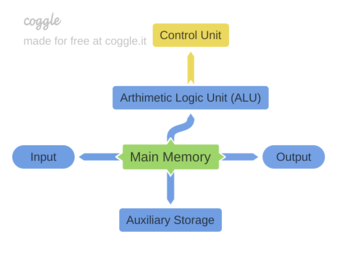 coggle
made for free at coggle.it
Control Unit
Arthimetic Logic Unit (ALU)
Input
Main Memory
Output
Auxiliary Storage